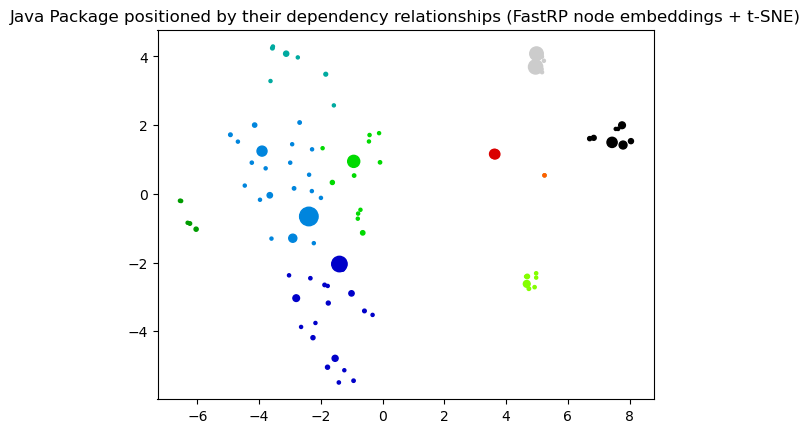 Java Package positioned by their dependency relationships (FastRP node embeddings + t-SNE)
4
2
0
−2
−4
−6 −4 −2 0 2 4 6 8